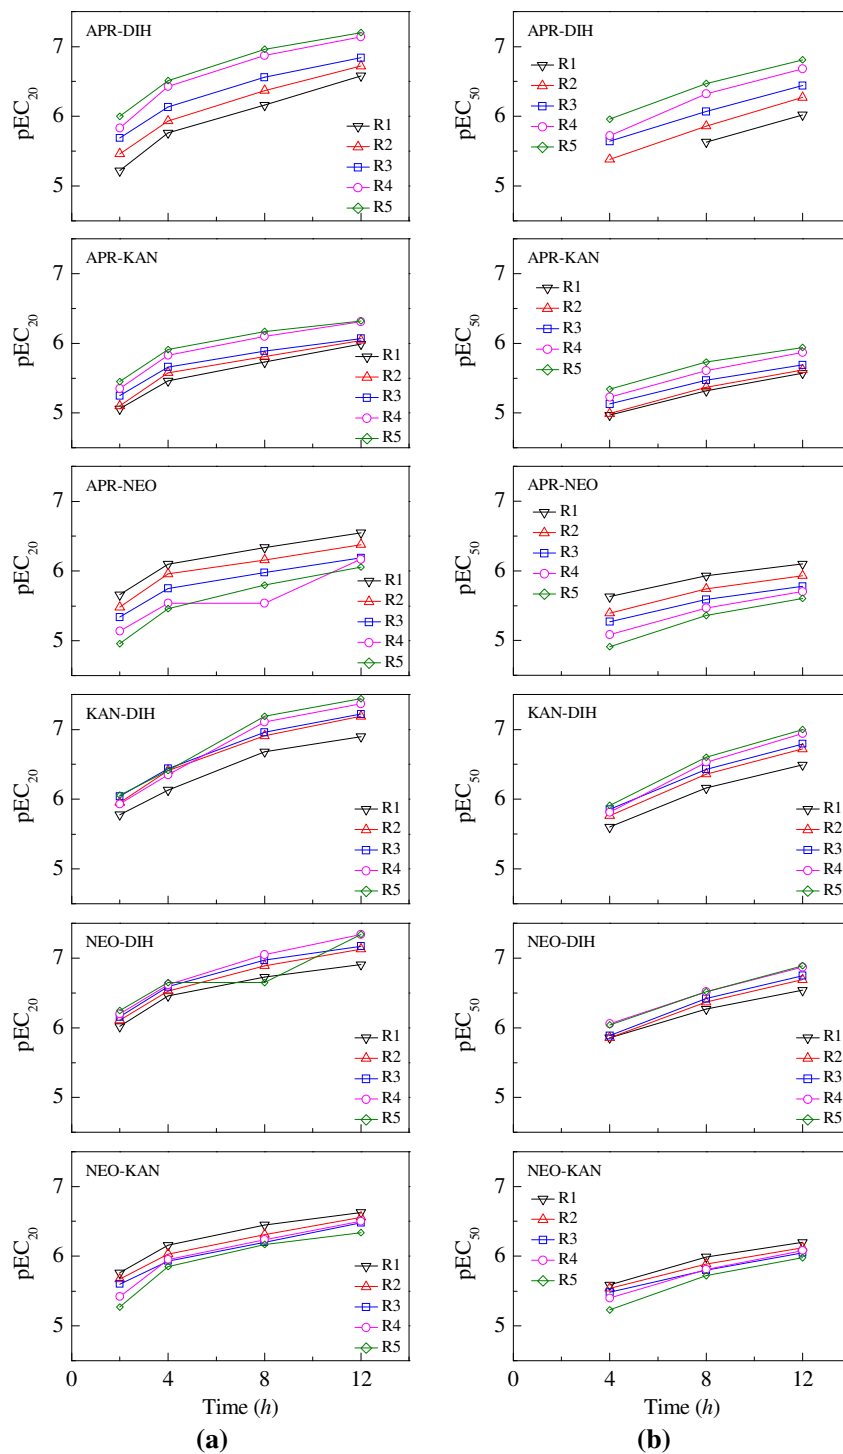 APR-DIH
pEC20
7
6
5
R1
R2
R3
R4
R5
APR-DIH
pEC50
7
6
5
R1
R2
R3
R4
R5
APR-KAN
pEC20
7
6
5
R1
R2
R3
R4
R5
APR-KAN
pEC50
7
6
5
R1
R2
R3
R4
R5
APR-NEO
pEC20
7
6
5
R1
R2
R3
R4
R5
APR-NEO
pEC50
7
6
5
R1
R2
R3
R4
R5
KAN-DIH
pEC20
7
6
5
R1
R2
R3
R4
R5
KAN-DIH
pEC50
7
6
5
R1
R2
R3
R4
R5
NEO-DIH
pEC20
7
6
5
R1
R2
R3
R4
R5
NEO-DIH
pEC50
7
6
5
R1
R2
R3
R4
R5
NEO-KAN
pEC20
7
6
5
R1
R2
R3
R4
R5
0 4 8 12
Time (h)
(a)
NEO-KAN
pEC50
7
6
5
R1
R2
R3
R4
R5
0 4 8 12
Time (h)
(b)